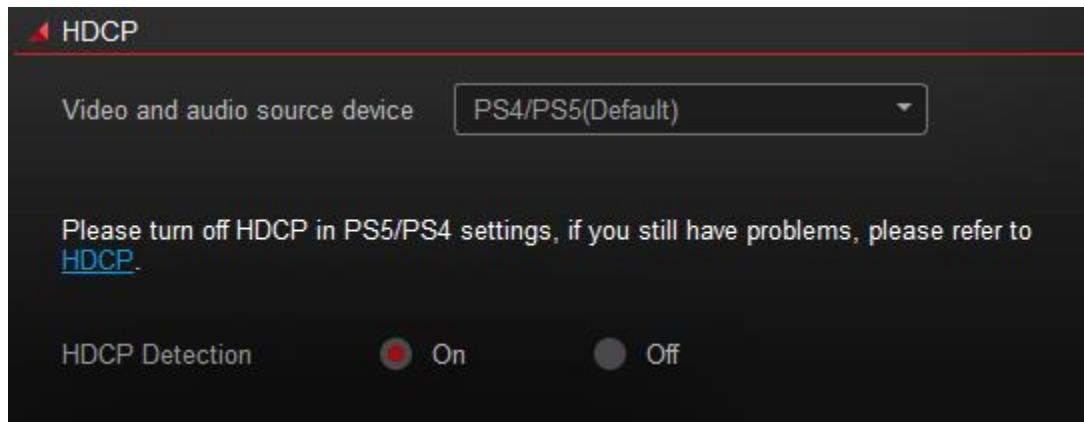 HDCP
Video and audio source device PS4/PS5(Default)
Please turn off HDCP in PS5/PS4 settings, if you still have problems, please refer to
HDCP.
HDCP Detection On Off